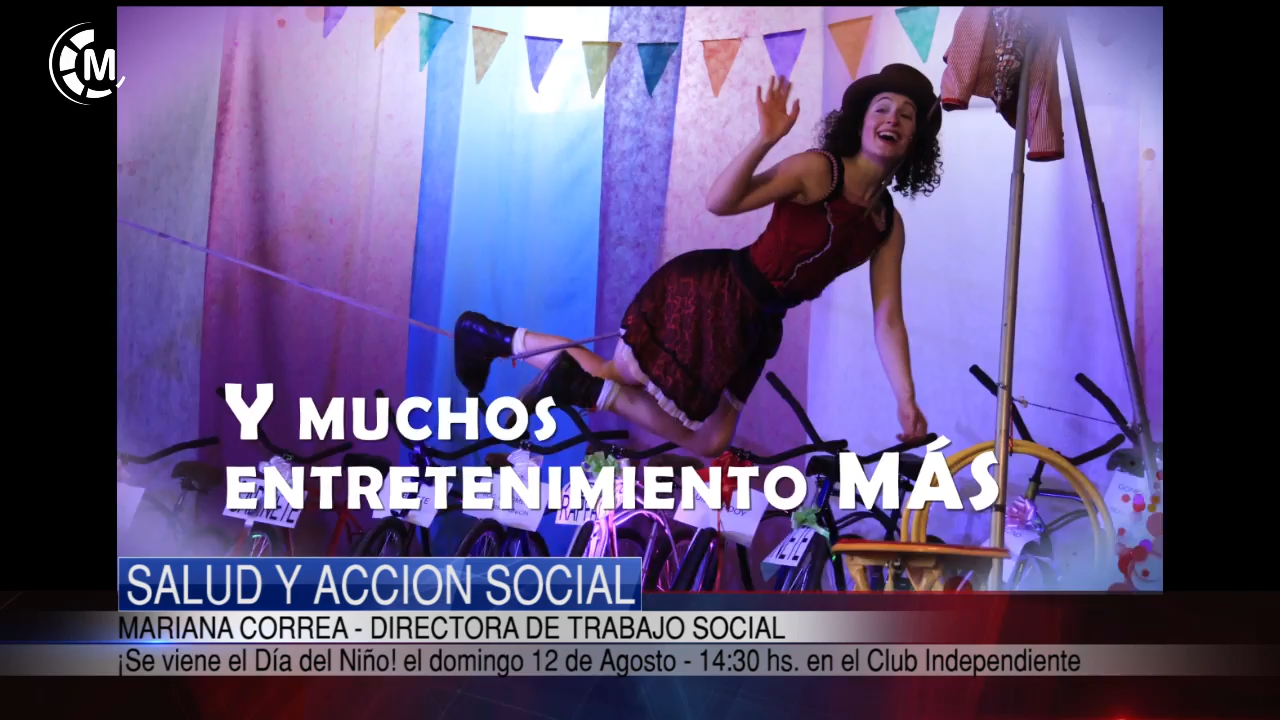 M
Y MUCHOS
ENTRETENIMIENTO MÁS
SALUD Y ACCION SOCIAL
MARIANA CORREA - DIRECTORA DE TRABAJO SOCIAL
¡Se viene el Día del Niño! el domingo 12 de Agosto - 14:30 hs. en el Club Independiente